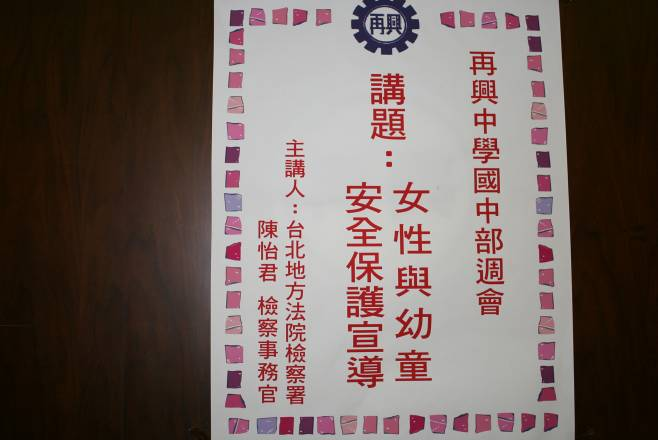 再興
再興中學國中部週會
講題：女性與幼童
安全保護宣導
主講人：台北地方法院檢察署
陳怡君 檢察事務官